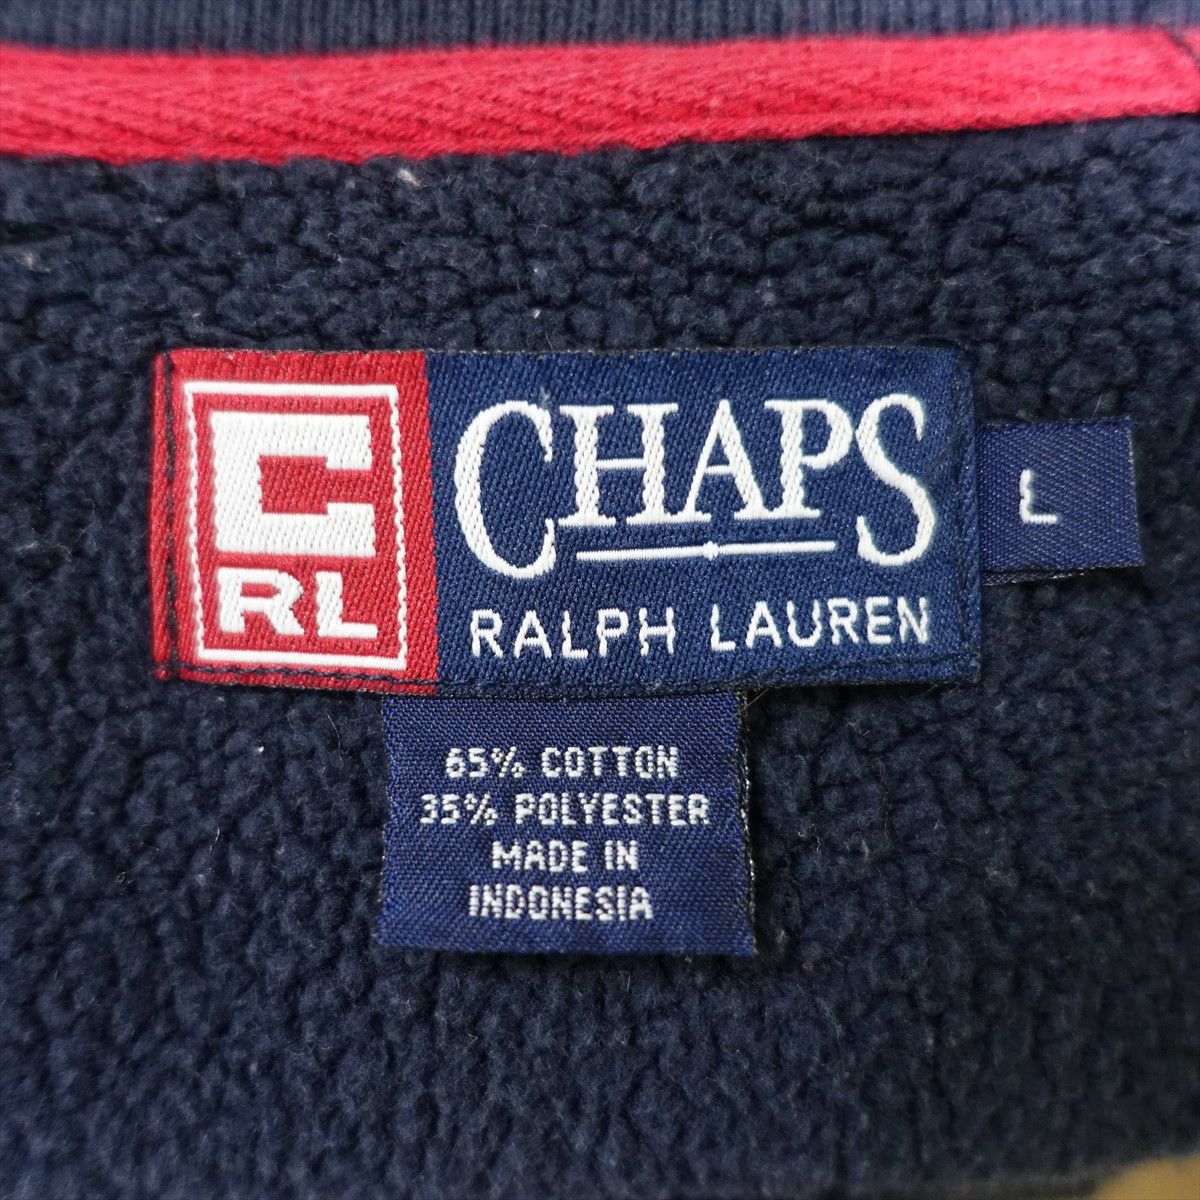 C
RL
CHAPS
RALPH LAUREN
L
65% COTTON
35% POLYESTER
MADE IN
INDONESIA